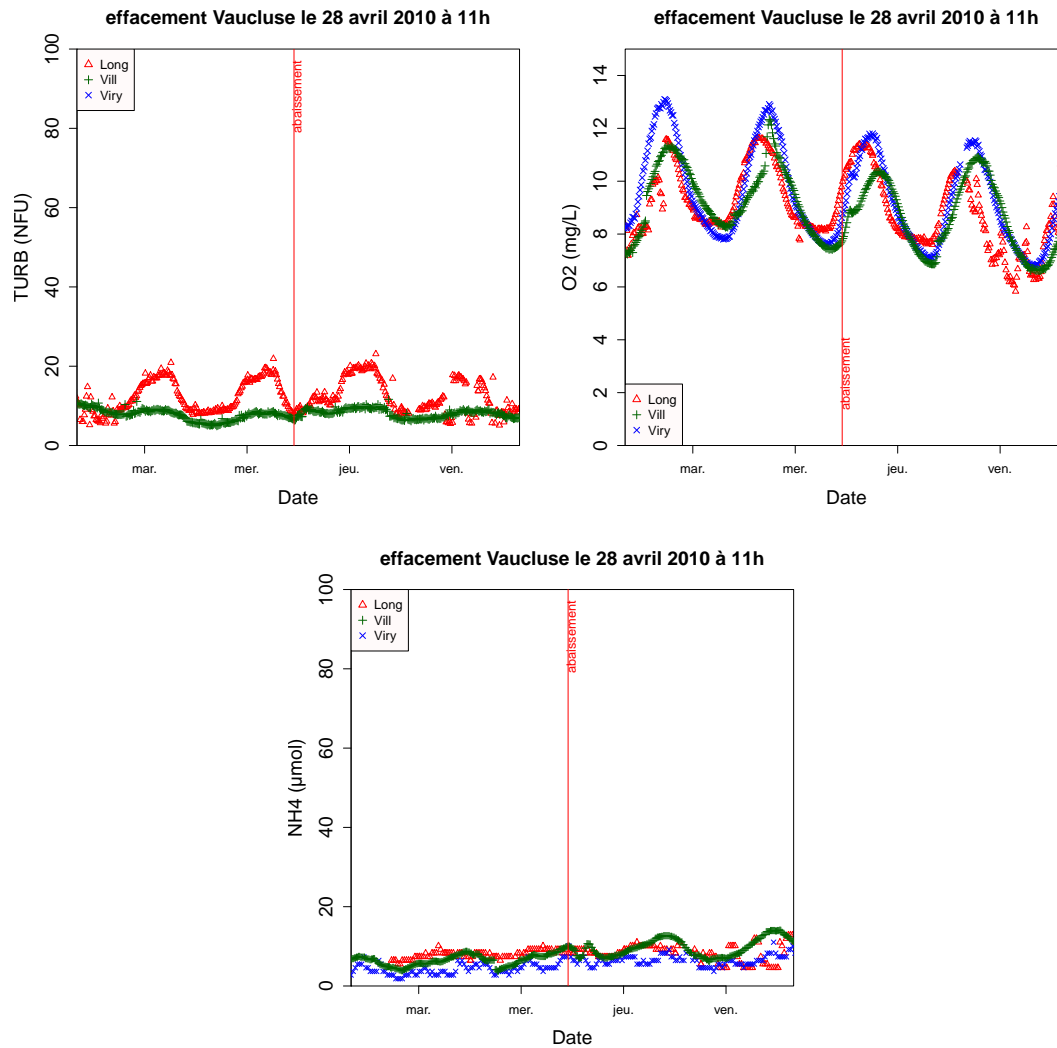 effacement Vaucluse le 28 avril 2010 à 11h
TURB (NFU)
100
80
60
40
20
0
Long
Vill
Viry
abaissement
mar.
mer.
jeu.
ven.
Date
effacement Vaucluse le 28 avril 2010 à 11h
O2 (mg/L)
14
12
10
8
6
4
2
0
abaissement
Long
Vill
Viry
mar.
mer.
jeu.
ven.
Date
effacement Vaucluse le 28 avril 2010 à 11h
NH4 (µmol)
100
80
60
40
20
0
Long
Vill
Viry
abaissement
mar.
mer.
jeu.
ven.
Date